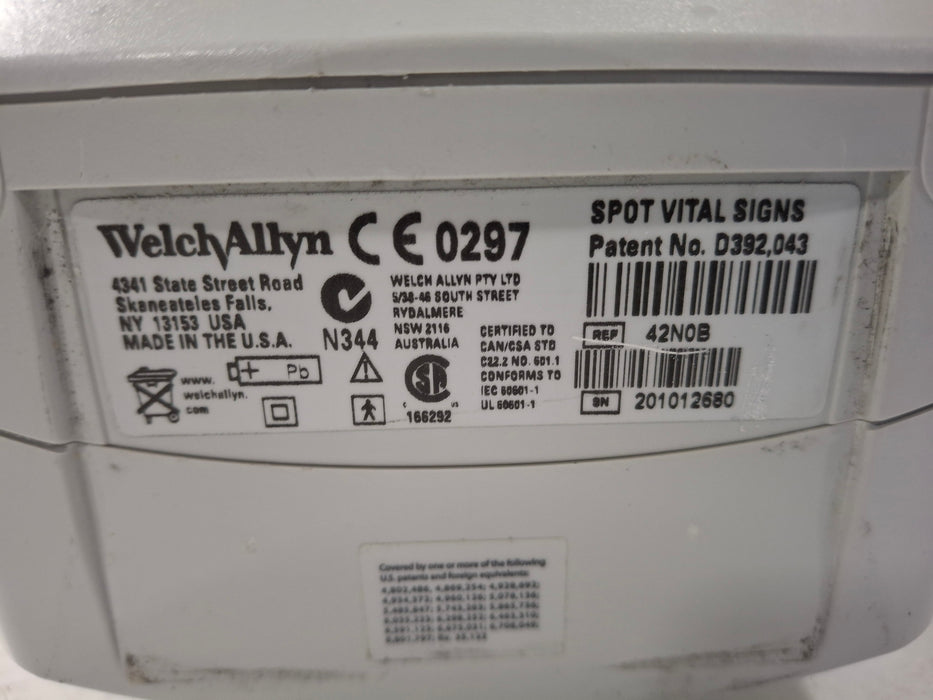 WelchAllyn CE 0297
4341 State Street Road
Skaneateles Falls,
NY 13153 USA
MADE IN THE U.S.A.
N344
WELCH ALLYN PTY LTD
5/38-46 SOUTH STREET
RYDALMERE
NSW 2116
AUSTRALIA
www.
welchallyn.
com
+ Pb
SA
C US
166292
CERTIFIED TO
CAN/CSA STD
C22.2 NO. 601.1
CONFORMS TO
IEC 60601-1
UL 60601-1
SPOT VITAL SIGNS
Patent No. D392,043
REF 42N0B
SN 201012680
Covered by one or more of the following
U.S. patents and foreign equivalents: